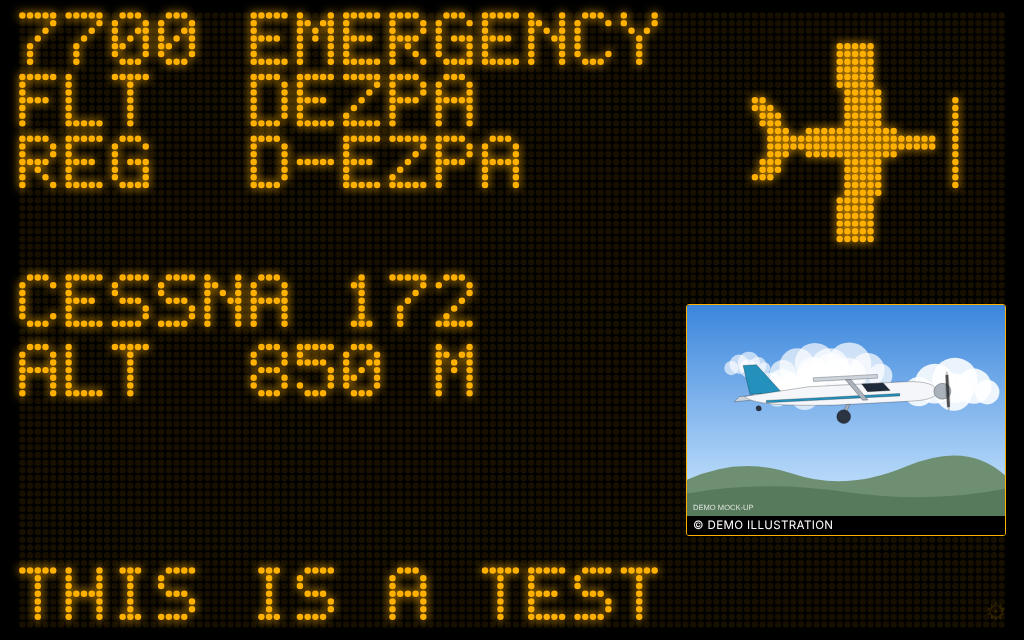 7700 EMERGENCY
FLT DEZPA
REG D-EZPA
CESSNA 172
ALT 850 M
DEMO MOCK-UP
© DEMO ILLUSTRATION
THIS IS A TEST